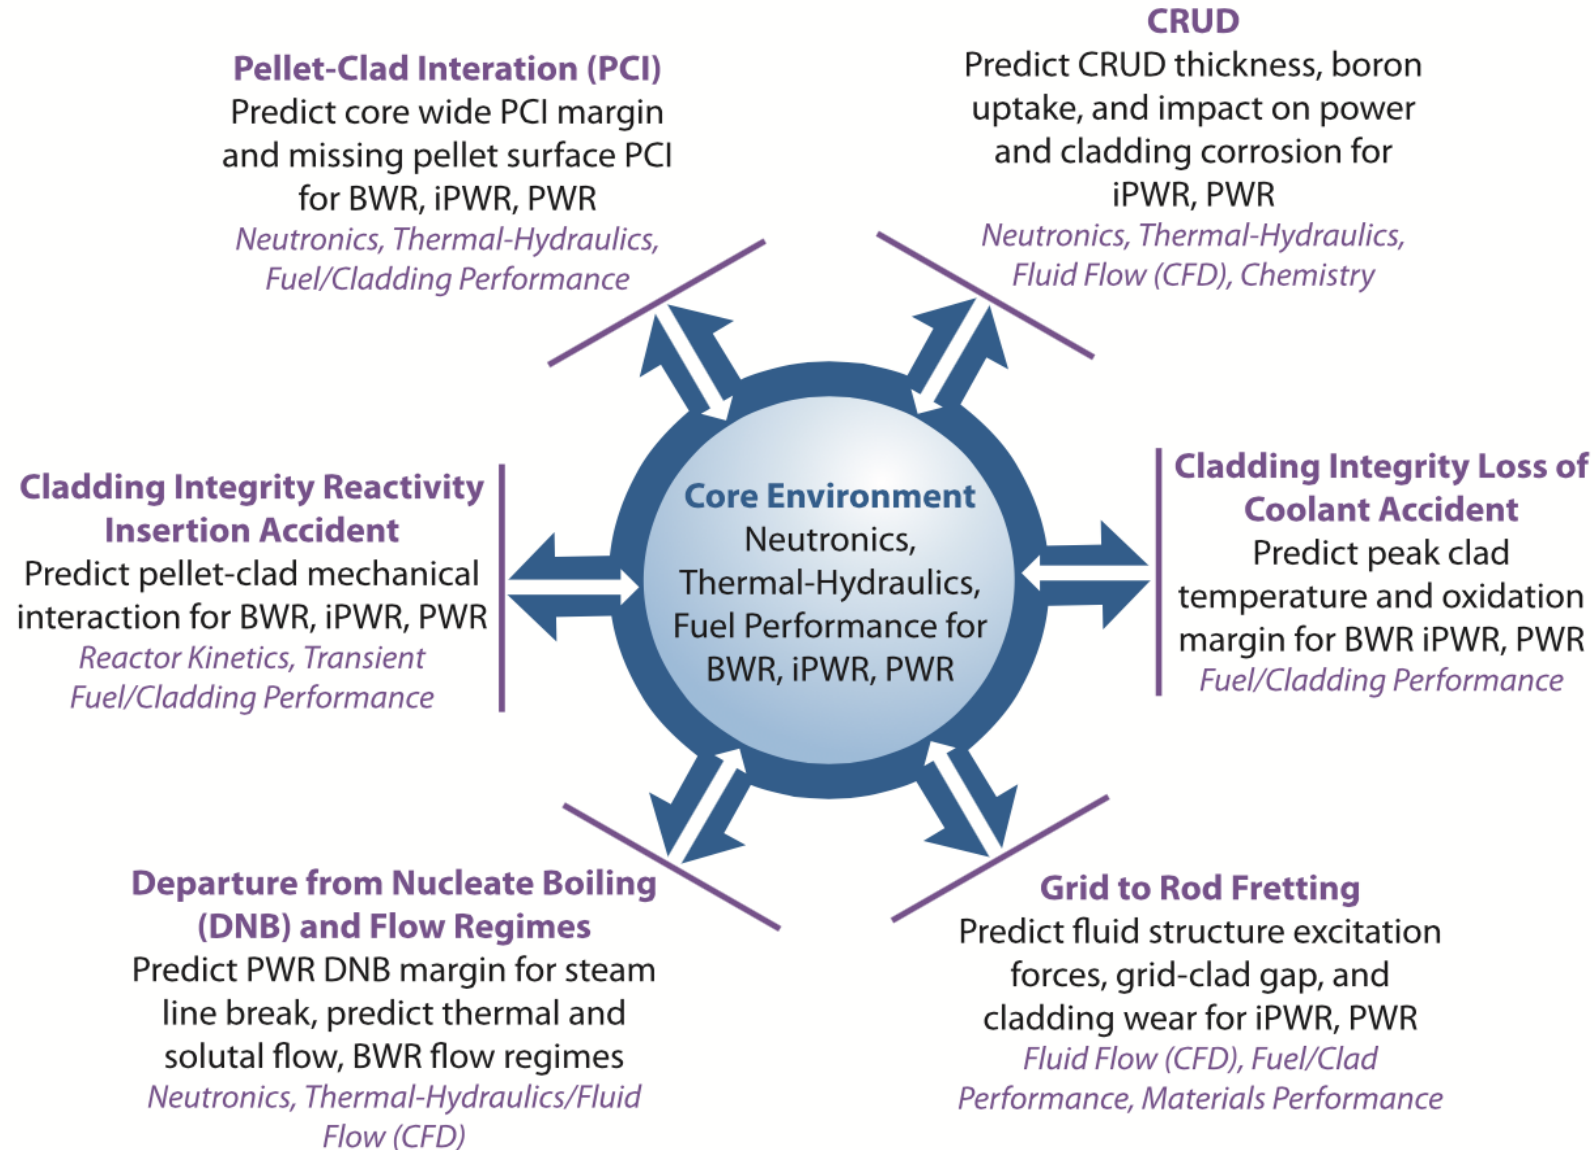 Pellet-Clad Interation (PCI)
Predict core wide PCI margin
and missing pellet surface PCI
for BWR, iPWR, PWR
Neutronics, Thermal-Hydraulics,
Fuel/Cladding Performance
CRUD
Predict CRUD thickness, boron
uptake, and impact on power
and cladding corrosion for
iPWR, PWR
Neutronics, Thermal-Hydraulics,
Fluid Flow (CFD), Chemistry
Cladding Integrity Reactivity
Insertion Accident
Predict pellet-clad mechanical
interaction for BWR, iPWR, PWR
Reactor Kinetics, Transient
Fuel/Cladding Performance
Core Environment
Neutronics,
Thermal-Hydraulics,
Fuel Performance for
BWR, iPWR, PWR
Cladding Integrity Loss of
Coolant Accident
Predict peak clad
temperature and oxidation
margin for BWR iPWR, PWR
Fuel/Cladding Performance
Departure from Nucleate Boiling
(DNB) and Flow Regimes
Predict PWR DNB margin for steam
line break, predict thermal and
solutal flow, BWR flow regimes
Neutronics, Thermal-Hydraulics/Fluid
Flow (CFD)
Grid to Rod Fretting
Predict fluid structure excitation
forces, grid-clad gap, and
cladding wear for iPWR, PWR
Fluid Flow (CFD), Fuel/Clad
Performance, Materials Performance